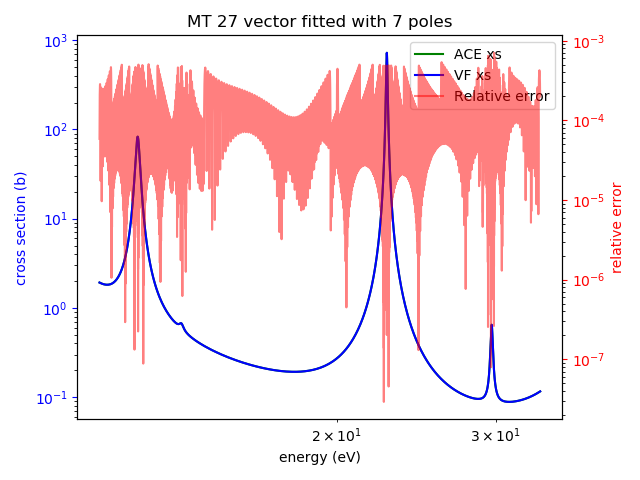 MT 27 vector fitted with 7 poles
ACE xs
VF xs
Relative error
cross section (b)
10³
10²
10¹
10⁰
10⁻¹
10⁻³
10⁻⁴
10⁻⁵
10⁻⁶
10⁻⁷
relative error
2 × 10¹
3 × 10¹
energy (eV)